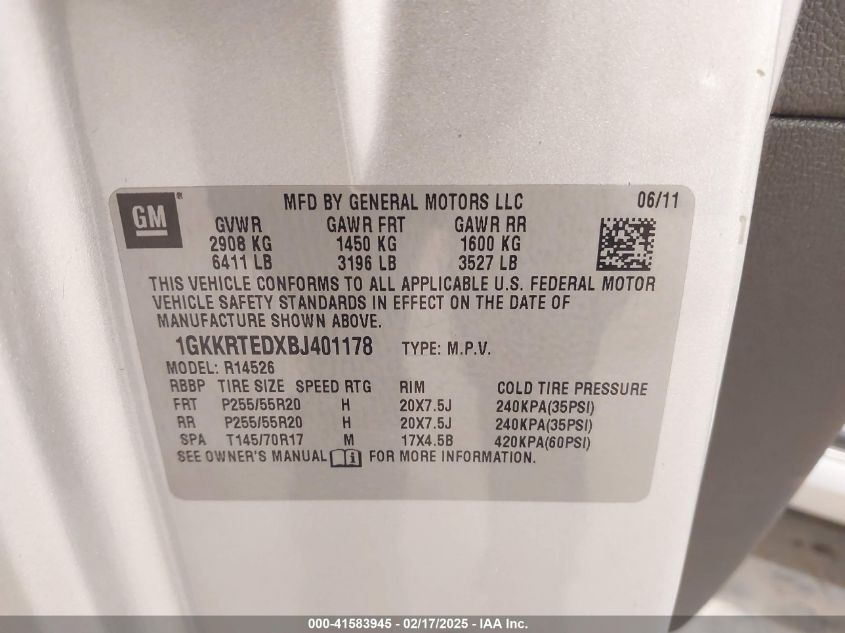 GM ®
MFD BY GENERAL MOTORS LLC 06/11
GVWR GAWR FRT GAWR RR
2908 KG 1450 KG 1600 KG
6411 LB 3196 LB 3527 LB
THIS VEHICLE CONFORMS TO ALL APPLICABLE U.S. FEDERAL MOTOR
VEHICLE SAFETY STANDARDS IN EFFECT ON THE DATE OF
MANUFACTURE SHOWN ABOVE.
1GKKRTEDXBJ401178 TYPE: M.P.V.
MODEL: R14526
RBBP TIRE SIZE SPEED RTG RIM COLD TIRE PRESSURE
FRT P255/55R20 H 20X7.5J 240KPA(35PSI)
RR P255/55R20 H 20X7.5J 240KPA(35PSI)
SPA T145/70R17 M 17X4.5B 420KPA(60PSI)
SEE OWNER'S MANUAL FOR MORE INFORMATION.
000-41583945 - 02/17/2025 - IAA Inc.